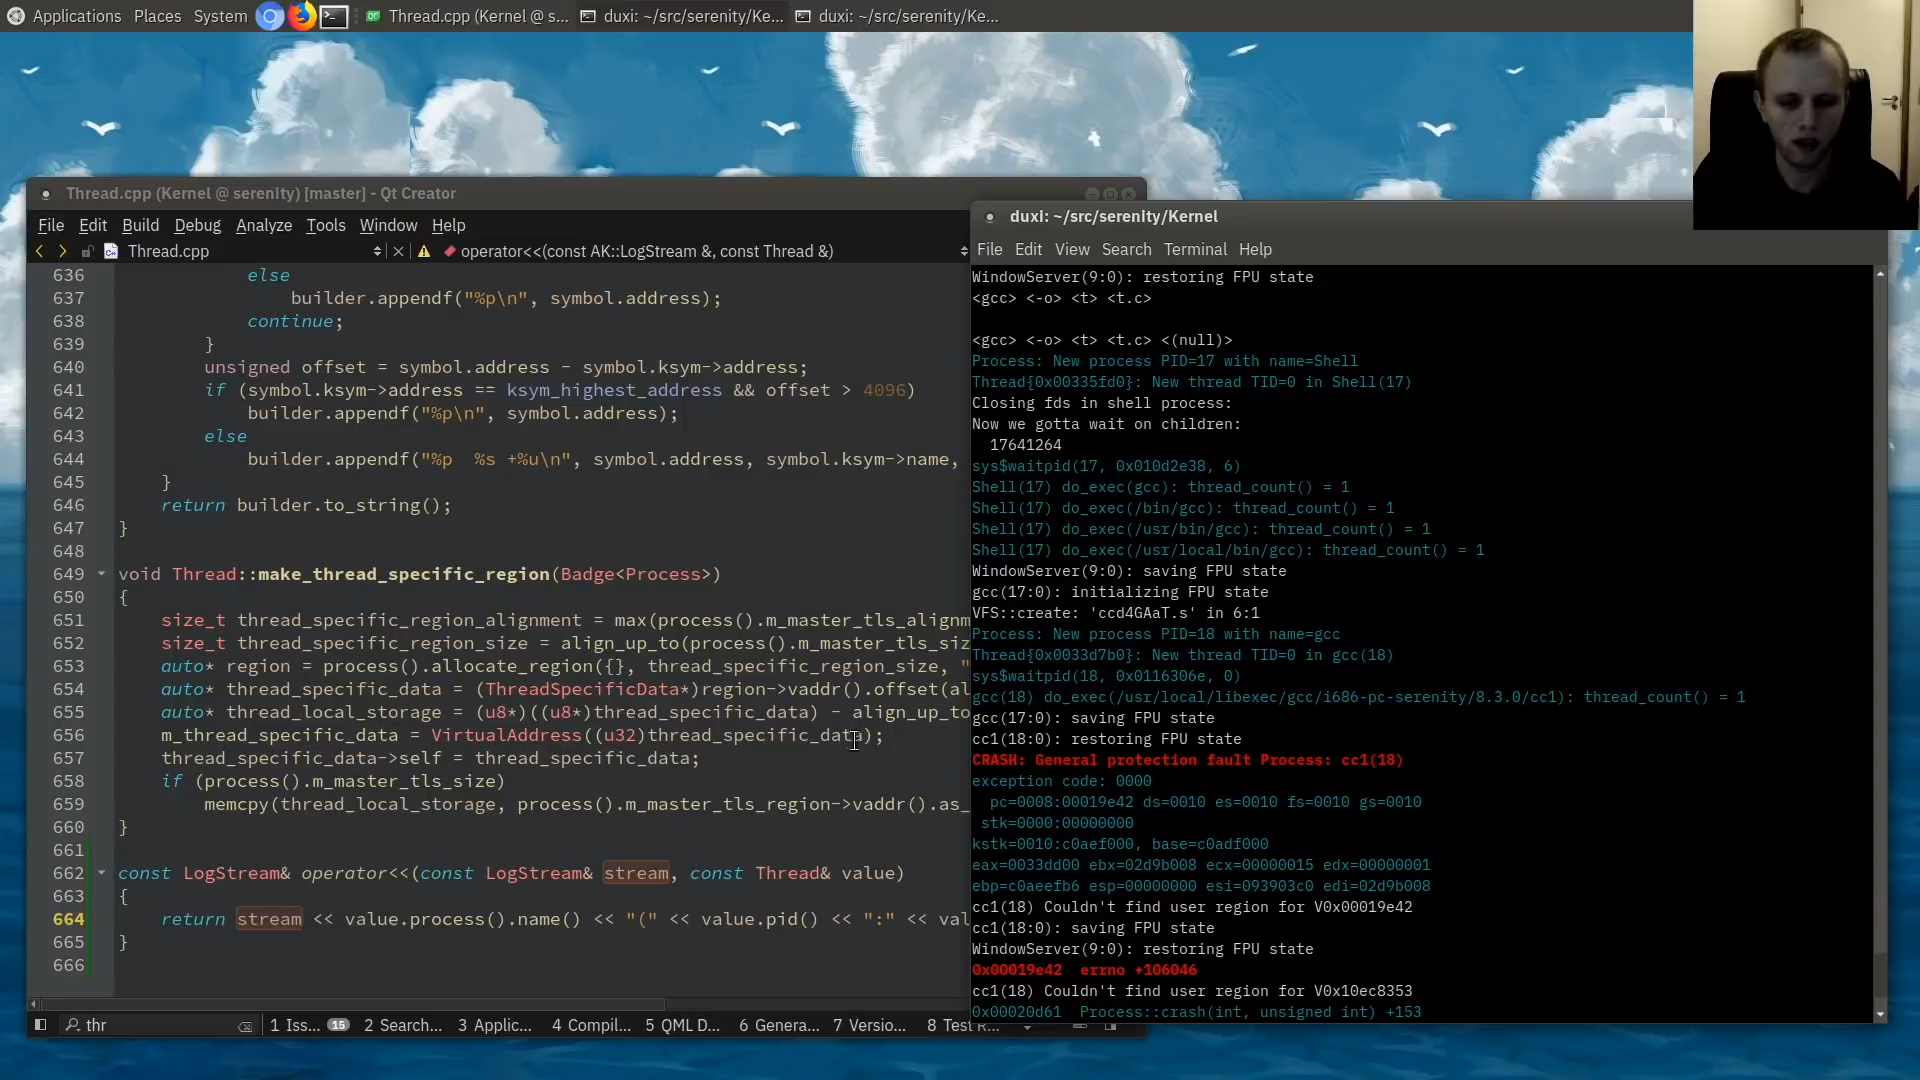 Applications Places System Thread.cpp (Kernel @ s... duxi: ~/src/serenity/Ke... duxi: ~/src/serenity/Ke...
Thread.cpp (Kernel @ serenity) [master] - Qt Creator
File Edit Build Debug Analyze Tools Window Help
Thread.cpp operator<<(const AK::LogStream &, const Thread &)
636 else
637 builder.appendf("%p\n", symbol.address);
638 continue;
639 }
640 unsigned offset = symbol.address - symbol.ksym->address;
641 if (symbol.ksym->address == ksym_highest_address && offset > 4096)
642 builder.appendf("%p\n", symbol.address);
643 else
644 builder.appendf("%p  %s +%u\n", symbol.address, symbol.ksym->name,
645 }
646 return builder.to_string();
647 }
648
649 void Thread::make_thread_specific_region(Badge<Process>)
650 {
651 size_t thread_specific_region_alignment = max(process().m_master_tls_alignm
652 size_t thread_specific_region_size = align_up_to(process().m_master_tls_siz
653 auto* region = process().allocate_region({}, thread_specific_region_size, "
654 auto* thread_specific_data = (ThreadSpecificData*)region->vaddr().offset(al
655 auto* thread_local_storage = (u8*)((u8*)thread_specific_data) - align_up_to
656 m_thread_specific_data = VirtualAddress((u32)thread_specific_data);
657 thread_specific_data->self = thread_specific_data;
658 if (process().m_master_tls_size)
659 memcpy(thread_local_storage, process().m_master_tls_region->vaddr().as_
660 }
661
662 const LogStream& operator<<(const LogStream& stream, const Thread& value)
663 {
664 return stream << value.process().name() << "(" << value.pid() << ":" << val
665 }
666
thr 1 Iss... 15 2 Search... 3 Applic... 4 Compil... 5 QML D... 6 Genera... 7 Versio... 8 Test R...
duxi: ~/src/serenity/Kernel
File Edit View Search Terminal Help
WindowServer(9:0): restoring FPU state
<gcc> <-o> <t> <t.c>
<gcc> <-o> <t> <t.c> <(null)>
Process: New process PID=17 with name=Shell
Thread{0x00335fd0}: New thread TID=0 in Shell(17)
Closing fds in shell process:
Now we gotta wait on children:
17641264
sys$waitpid(17, 0x010d2e38, 6)
Shell(17) do_exec(gcc): thread_count() = 1
Shell(17) do_exec(/bin/gcc): thread_count() = 1
Shell(17) do_exec(/usr/bin/gcc): thread_count() = 1
Shell(17) do_exec(/usr/local/bin/gcc): thread_count() = 1
WindowServer(9:0): saving FPU state
gcc(17:0): initializing FPU state
VFS::create: 'ccd4GAaT.s' in 6:1
Process: New process PID=18 with name=gcc
Thread{0x0033d7b0}: New thread TID=0 in gcc(18)
sys$waitpid(18, 0x0116306e, 0)
gcc(18) do_exec(/usr/local/libexec/gcc/i686-pc-serenity/8.3.0/cc1): thread_count() = 1
gcc(17:0): saving FPU state
cc1(18:0): restoring FPU state
CRASH: General protection fault Process: cc1(18)
exception code: 0000
pc=0008:00019e42 ds=0010 es=0010 fs=0010 gs=0010
stk=0000:00000000
kstk=0010:c0aef000, base=c0adf000
eax=0033dd00 ebx=02d9b008 ecx=00000015 edx=00000001
ebp=c0aeefb6 esp=00000000 esi=093903c0 edi=02d9b008
cc1(18) Couldn't find user region for V0x00019e42
cc1(18:0): saving FPU state
WindowServer(9:0): restoring FPU state
0x00019e42  errno +106046
cc1(18) Couldn't find user region for V0x10ec8353
0x00020d61  Process::crash(int, unsigned int) +153